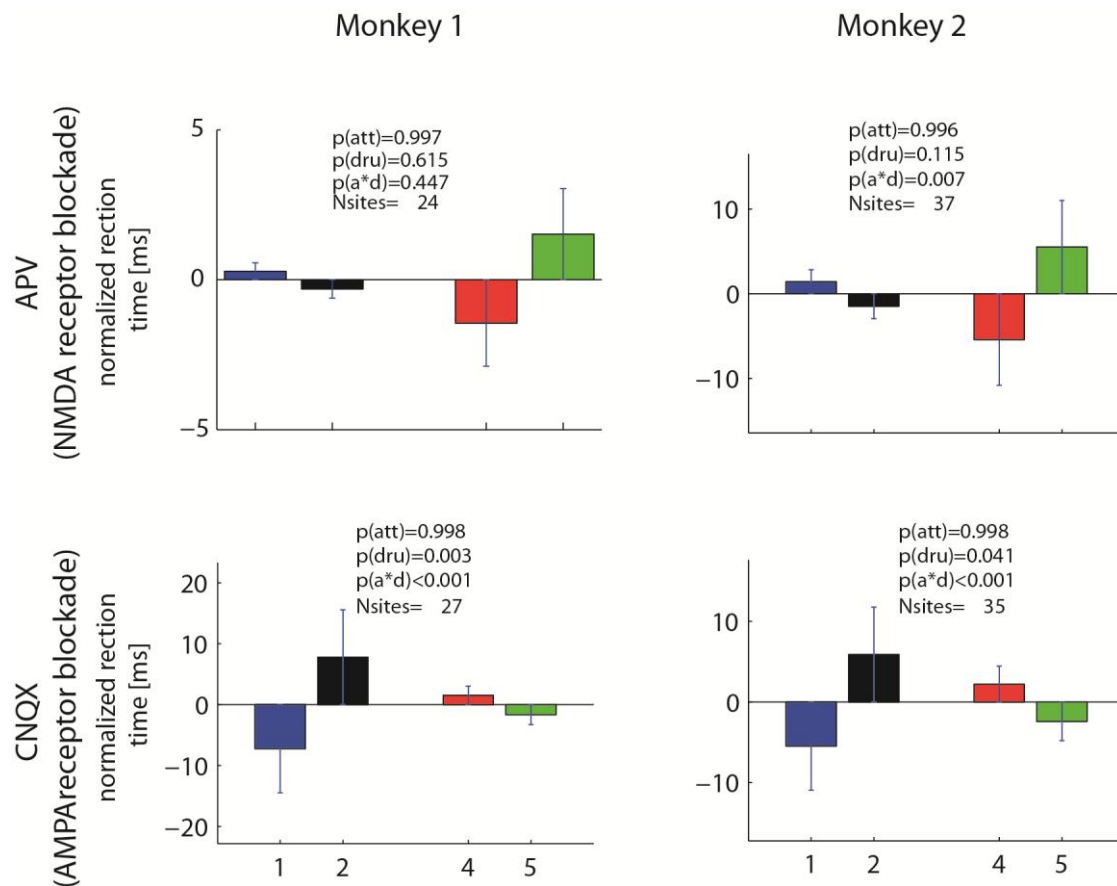 Monkey 1
Monkey 2
APV
(NMDA receptor blockade)
normalized rection
time [ms]
5
0
−5
p(att)=0.997
p(dru)=0.615
p(a*d)=0.447
Nsites= 24
10
0
−10
p(att)=0.996
p(dru)=0.115
p(a*d)=0.007
Nsites= 37
CNQX
(AMPAreceptor blockade)
normalized rection
time [ms]
20
10
0
−10
−20
p(att)=0.998
p(dru)=0.003
p(a*d)<0.001
Nsites= 27
1 2 4 5
10
0
−10
p(att)=0.998
p(dru)=0.041
p(a*d)<0.001
Nsites= 35
1 2 4 5